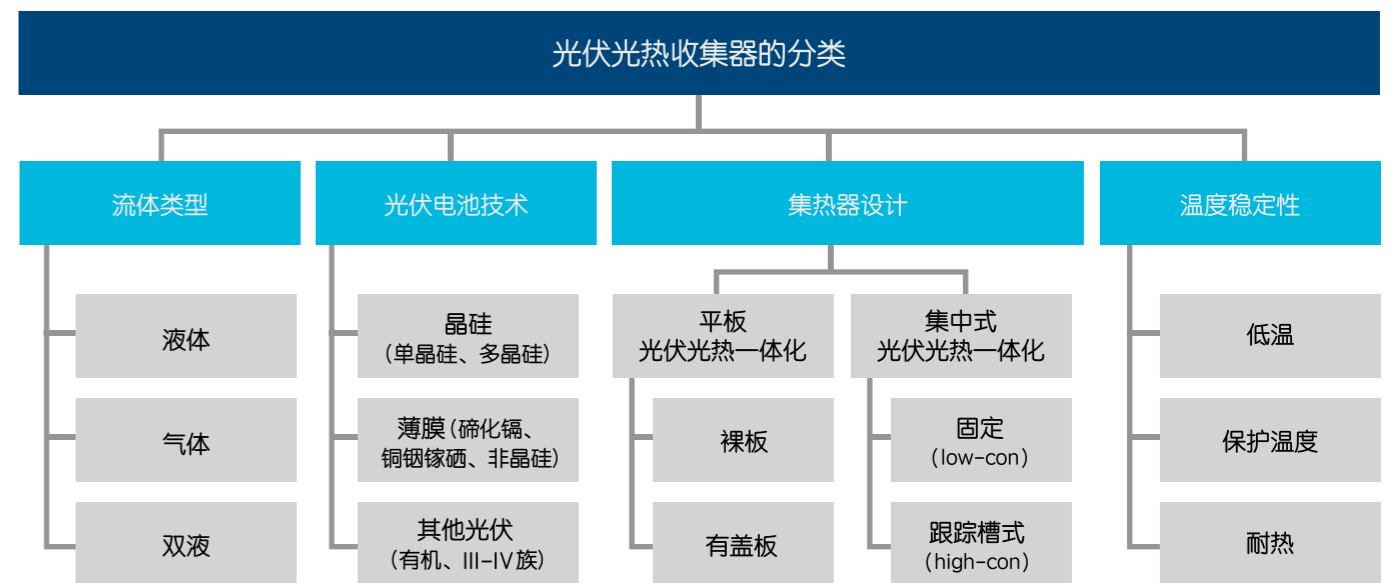 光伏光热收集器的分类
流体类型
液体
气体
双液
光伏电池技术
晶硅
(单晶硅、多晶硅)
薄膜(碲化镉、
铜铟镓硒、非晶硅)
其他光伏
(有机、III-IV族)
集热器设计
平板
光伏光热一体化
裸板
有盖板
集中式
光伏光热一体化
固定
(low-con)
跟踪槽式
(high-con)
温度稳定性
低温
保护温度
耐热